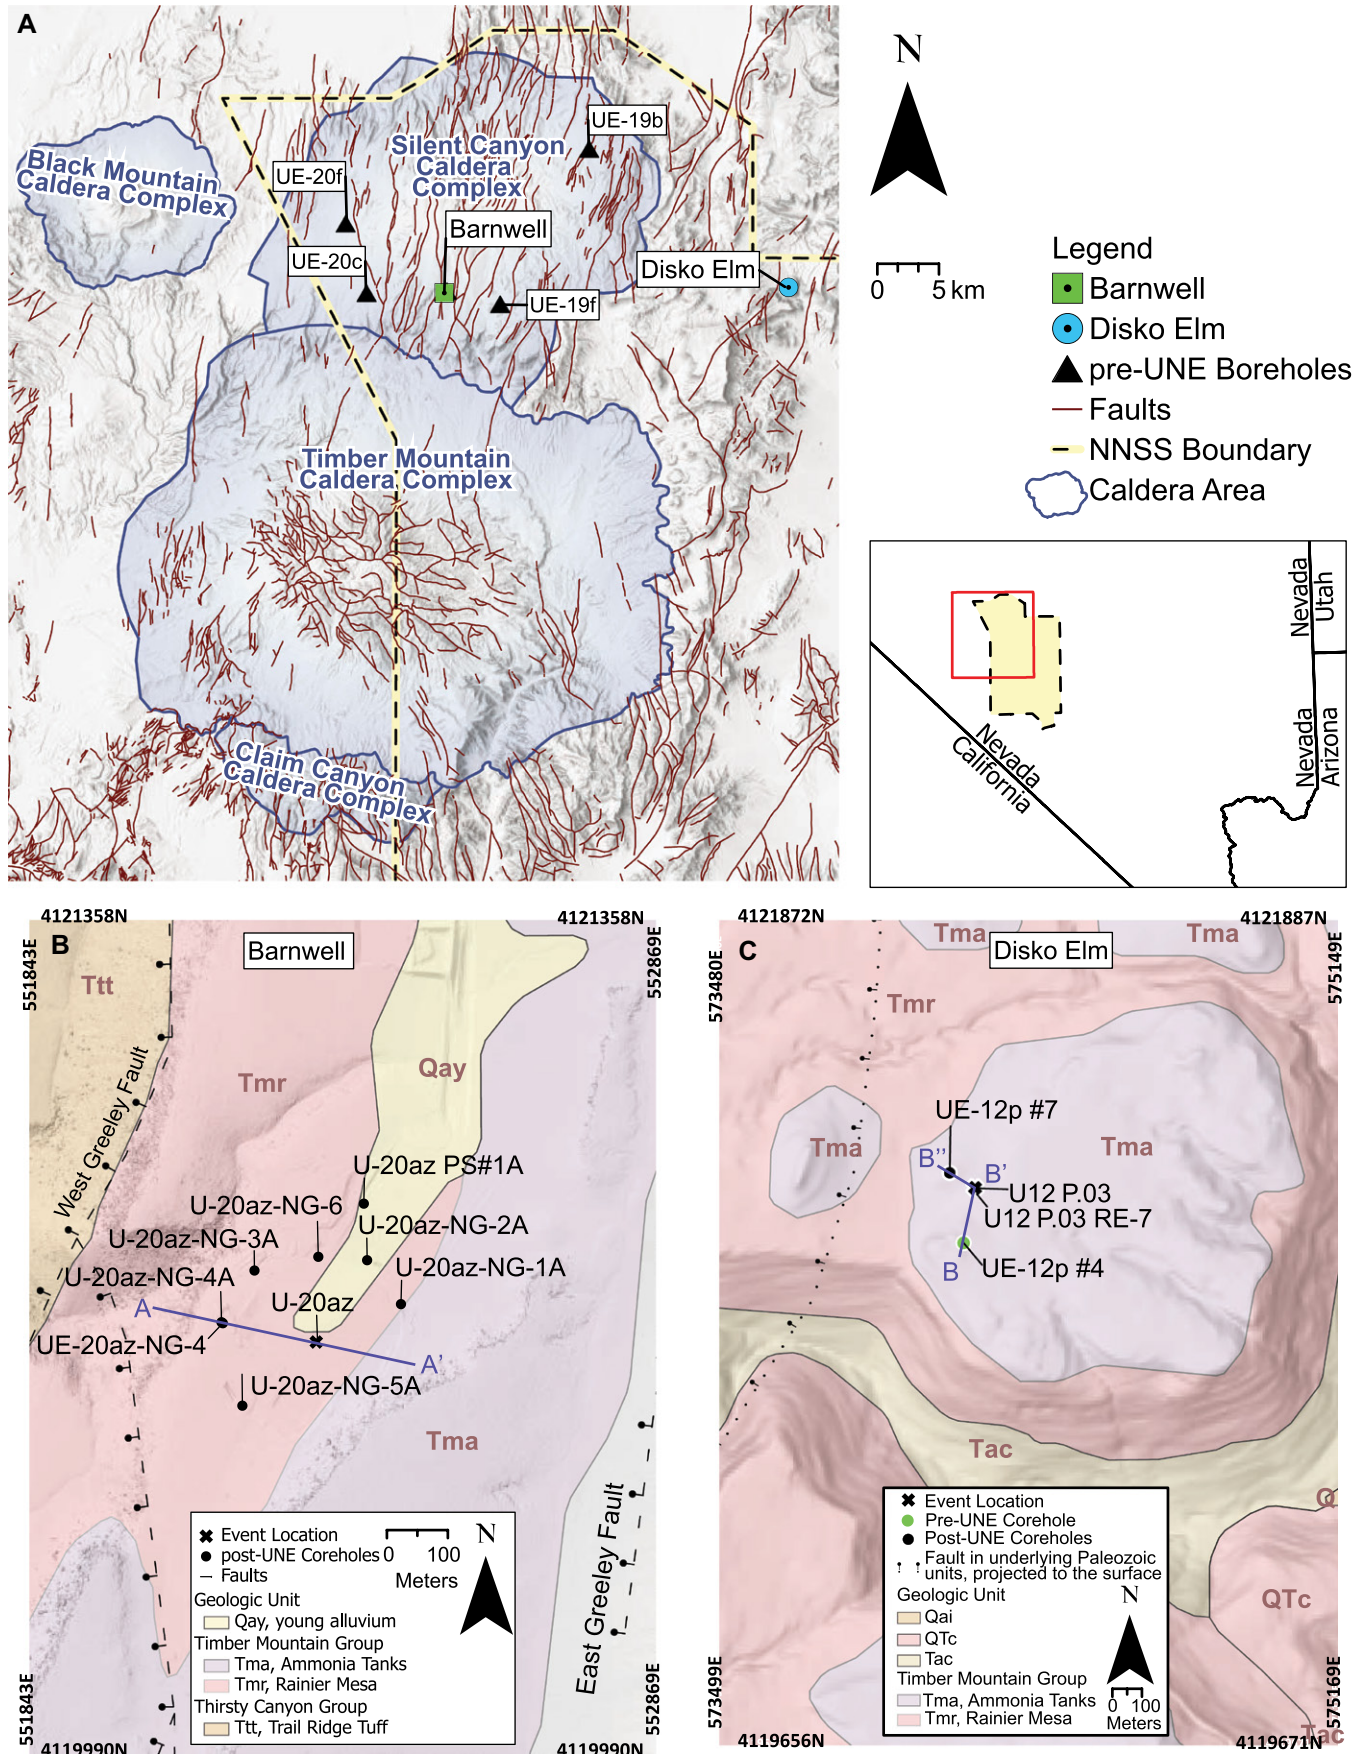 A
Black Mountain
Caldera Complex
Silent Canyon
Caldera
Complex
UE-19b
UE-20f
Barnwell
UE-20c
UE-19f
Disko Elm
Timber Mountain
Caldera Complex
Claim Canyon
Caldera Complex
N
0 5 km
Legend
Barnwell
Disko Elm
pre-UNE Boreholes
Faults
NNSS Boundary
Caldera Area
Nevada
Utah
Nevada
Arizona
Nevada
California
B
4121358N
4121358N
551843E
552869E
Barnwell
Ttt
Tmr
Qay
West Greeley Fault
U-20az PS#1A
U-20az-NG-6
U-20az-NG-2A
U-20az-NG-3A
U-20az-NG-1A
U-20az-NG-4A
U-20az
A
UE-20az-NG-4
A'
U-20az-NG-5A
Tma
East Greeley Fault
Event Location
post-UNE Coreholes
Faults
0 100
Meters
N
Geologic Unit
Qay, young alluvium
Timber Mountain Group
Tma, Ammonia Tanks
Tmr, Rainier Mesa
Thirsty Canyon Group
Ttt, Trail Ridge Tuff
551843E
552869E
4119990N
4119990N
C
4121872N
4121887N
573480E
575149E
Disko Elm
Tma
Tma
Tmr
Tma
Tma
UE-12p #7
B''
B'
U12 P.03
U12 P.03 RE-7
B
UE-12p #4
Tac
Q
QTc
Tac
Event Location
Pre-UNE Corehole
Post-UNE Coreholes
Fault in underlying Paleozoic
units, projected to the surface
Geologic Unit
Qai
QTc
Tac
Timber Mountain Group
Tma, Ammonia Tanks
Tmr, Rainier Mesa
N
0 100
Meters
573499E
575169E
4119656N
4119671N